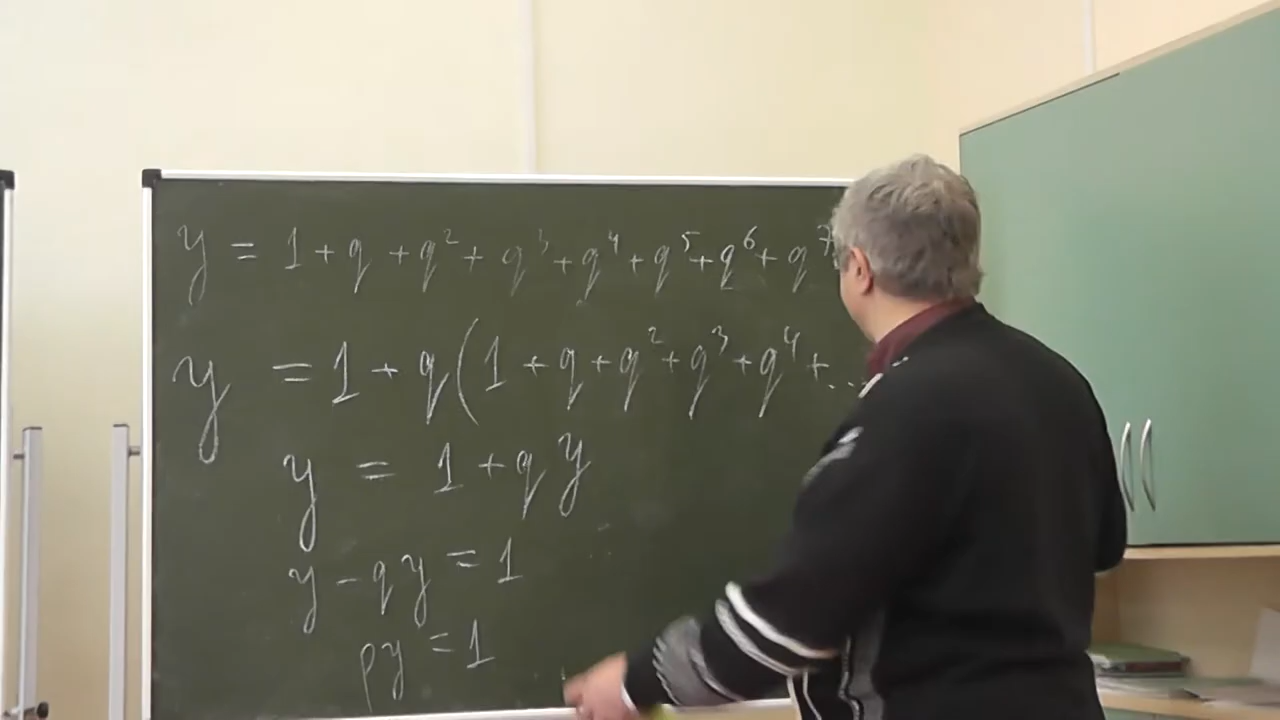 y = 1 + q + q² + q³ + q⁴ + q⁵ + q⁶ + q⁷
y = 1 + q(1 + q + q² + q³ + q⁴ + ...
y = 1 + qy
y - qy = 1
py = 1